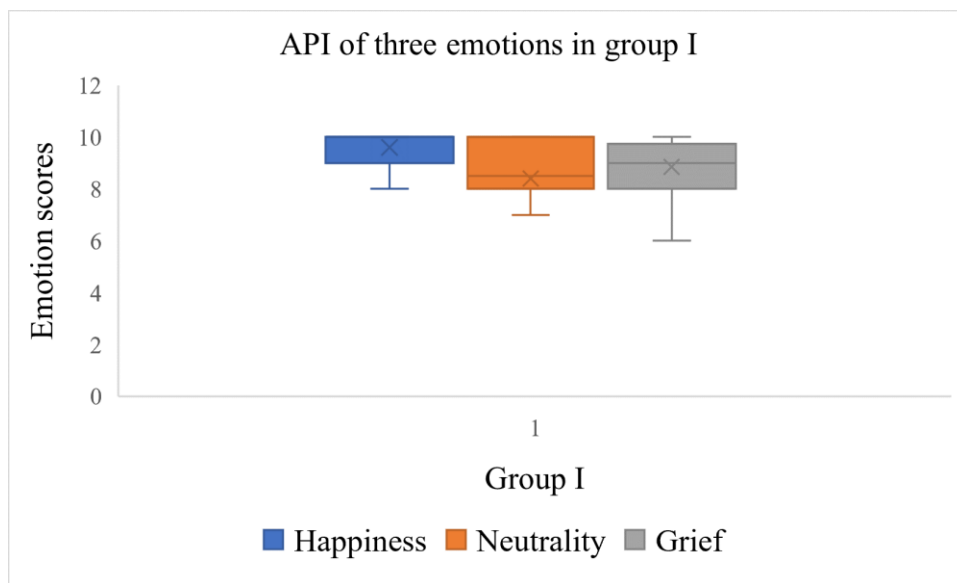 API of three emotions in group I
12
10
8
6
4
2
0
Emotion scores
1
Group I
Happiness Neutrality Grief